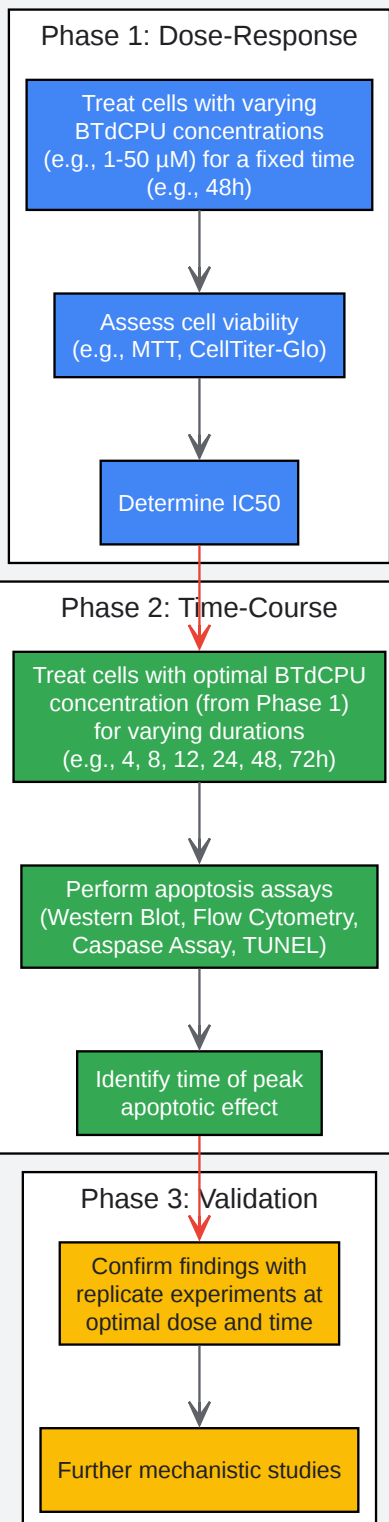 Phase 1: Dose-Response
Treat cells with varying
BTdCPU concentrations
(e.g., 1-50 µM) for a fixed time
(e.g., 48h)
Assess cell viability
(e.g., MTT, CellTiter-Glo)
Determine IC50
Phase 2: Time-Course
Treat cells with optimal BTdCPU
concentration (from Phase 1)
for varying durations
(e.g., 4, 8, 12, 24, 48, 72h)
Perform apoptosis assays
(Western Blot, Flow Cytometry,
Caspase Assay, TUNEL)
Identify time of peak
apoptotic effect
Phase 3: Validation
Confirm findings with
replicate experiments at
optimal dose and time
Further mechanistic studies